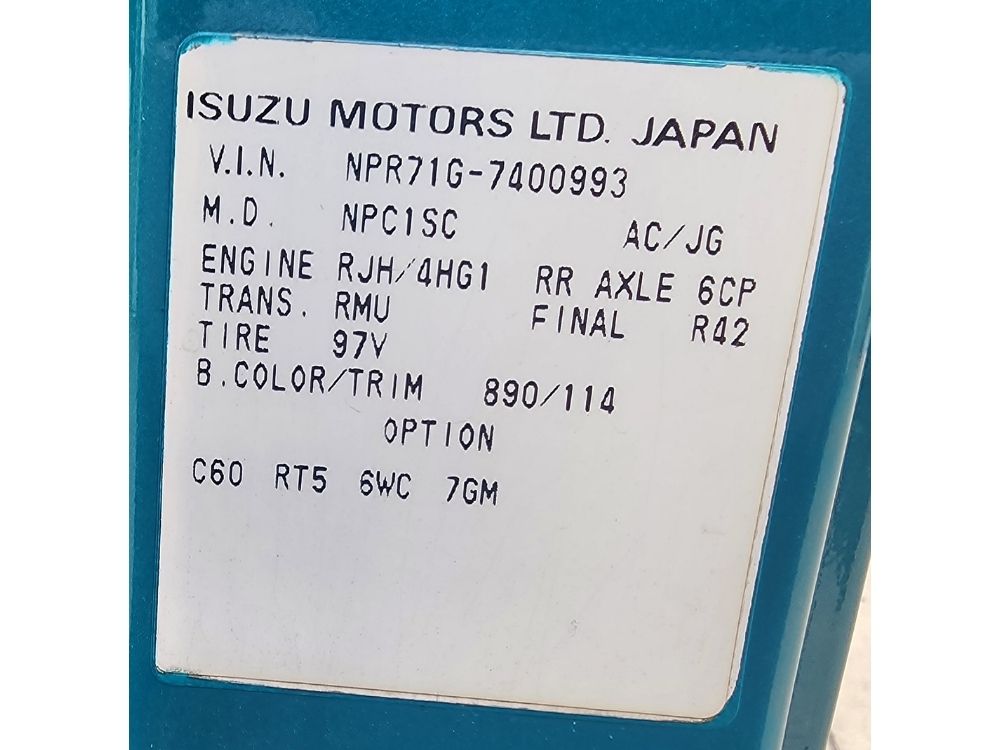 ISUZU MOTORS LTD. JAPAN
V.I.N. NPR71G-7400993
M.D. NPC1SC AC/JG
ENGINE RJH/4HG1 RR AXLE 6CP
TRANS. RMU FINAL R42
TIRE 97V
B.COLOR/TRIM 890/114
OPTION
C60 RT5 6WC 7GM